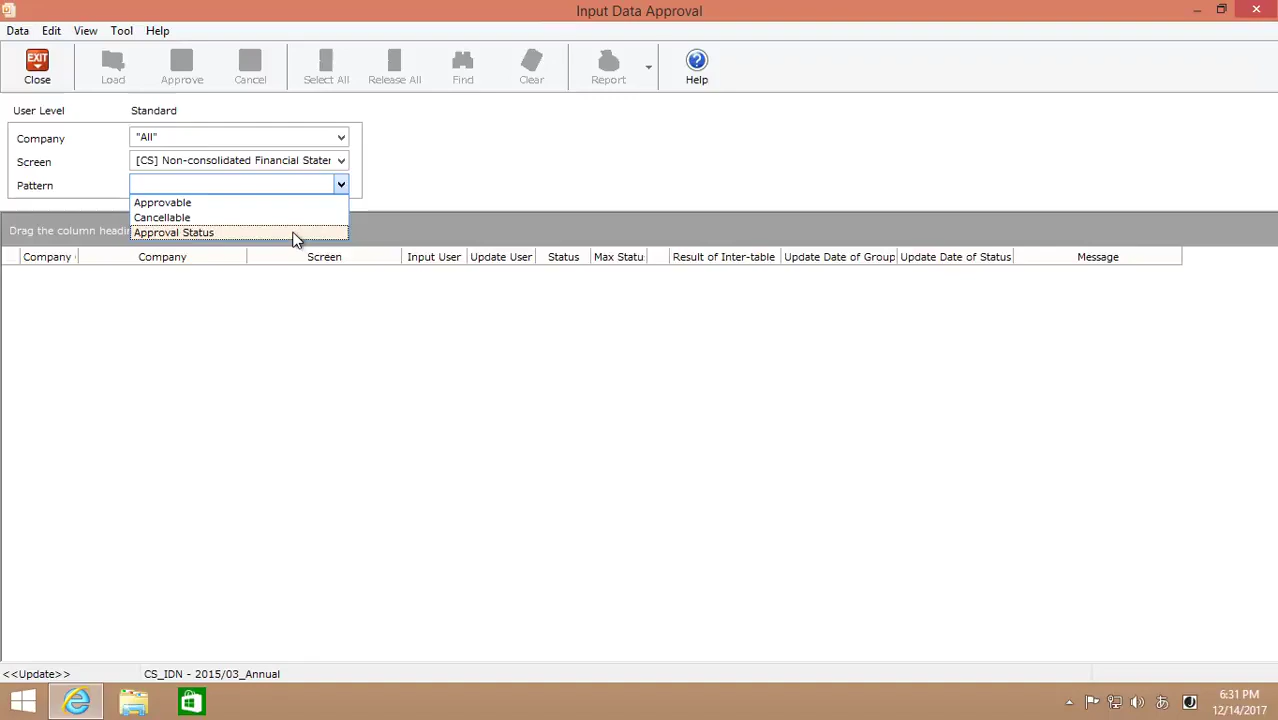 Input Data Approval
Data Edit View Tool Help
EXIT
Close Load Approve Cancel Select All Release All Find Clear Report Help
User Level Standard
Company "All"
Screen [CS] Non-consolidated Financial Stater
Pattern
Approvable
Cancellable
Approval Status
Drag the column headin
Company Company Screen Input User Update User Status Max Statu Result of Inter-table Update Date of Group Update Date of Status Message
<<Update>> CS_IDN - 2015/03_Annual
あ
6:31 PM
12/14/2017